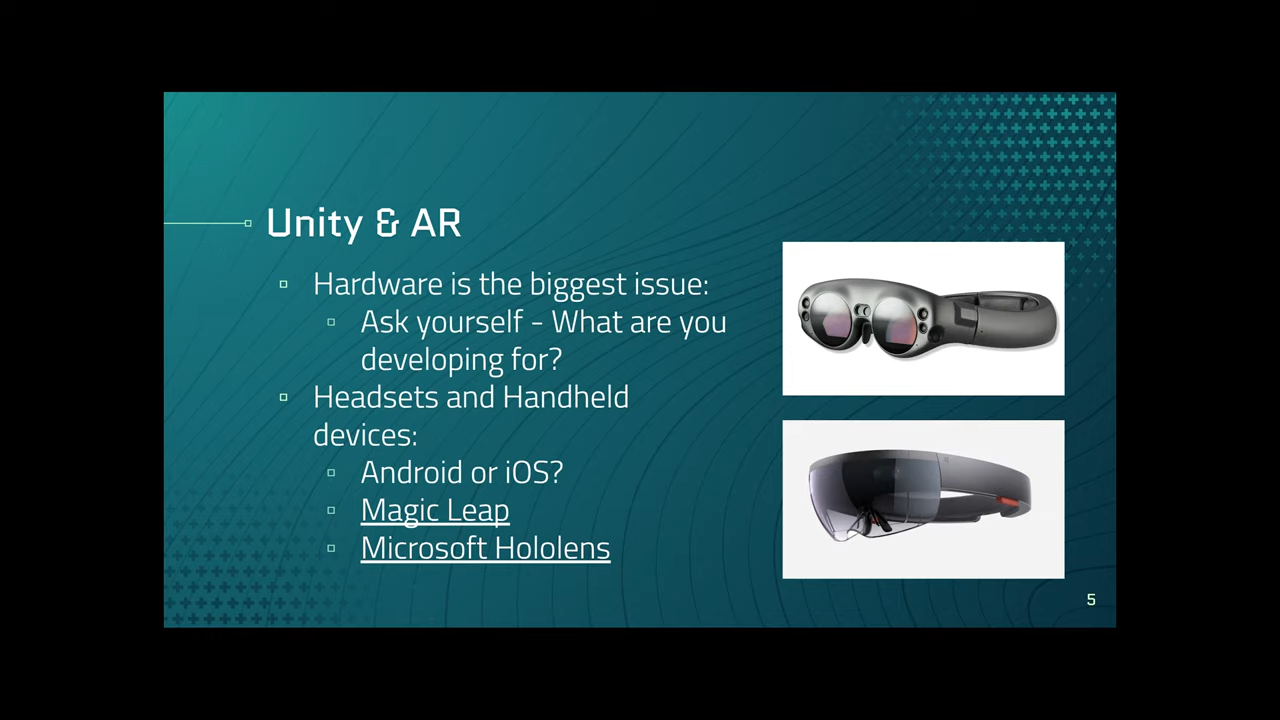 Unity & AR
Hardware is the biggest issue:
Ask yourself - What are you
developing for?
Headsets and Handheld
devices:
Android or iOS?
Magic Leap
Microsoft Hololens
5